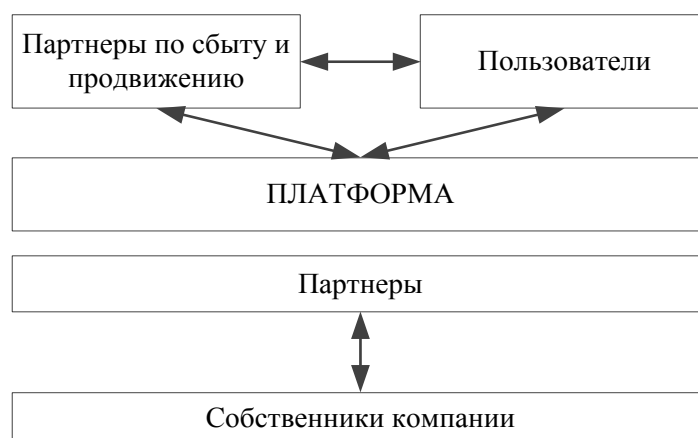 Партнеры по сбыту и
продвижению
Пользователи
ПЛАТФОРМА
Партнеры
Собственники компании